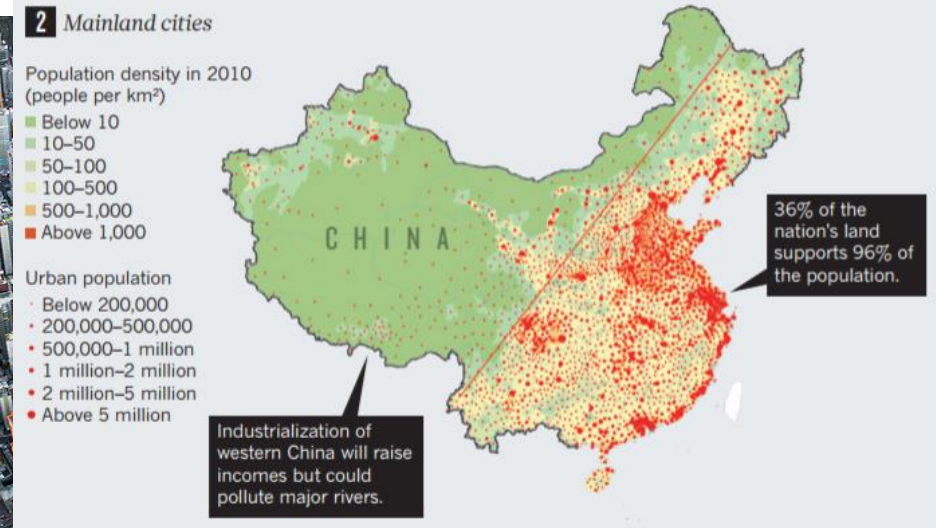 2 Mainland cities
Population density in 2010
(people per km²)
Below 10
10–50
50–100
100–500
500–1,000
Above 1,000
Urban population
Below 200,000
200,000–500,000
500,000–1 million
1 million–2 million
2 million–5 million
Above 5 million
CHINA
36% of the
nation's land
supports 96% of
the population.
Industrialization of
western China will raise
incomes but could
pollute major rivers.